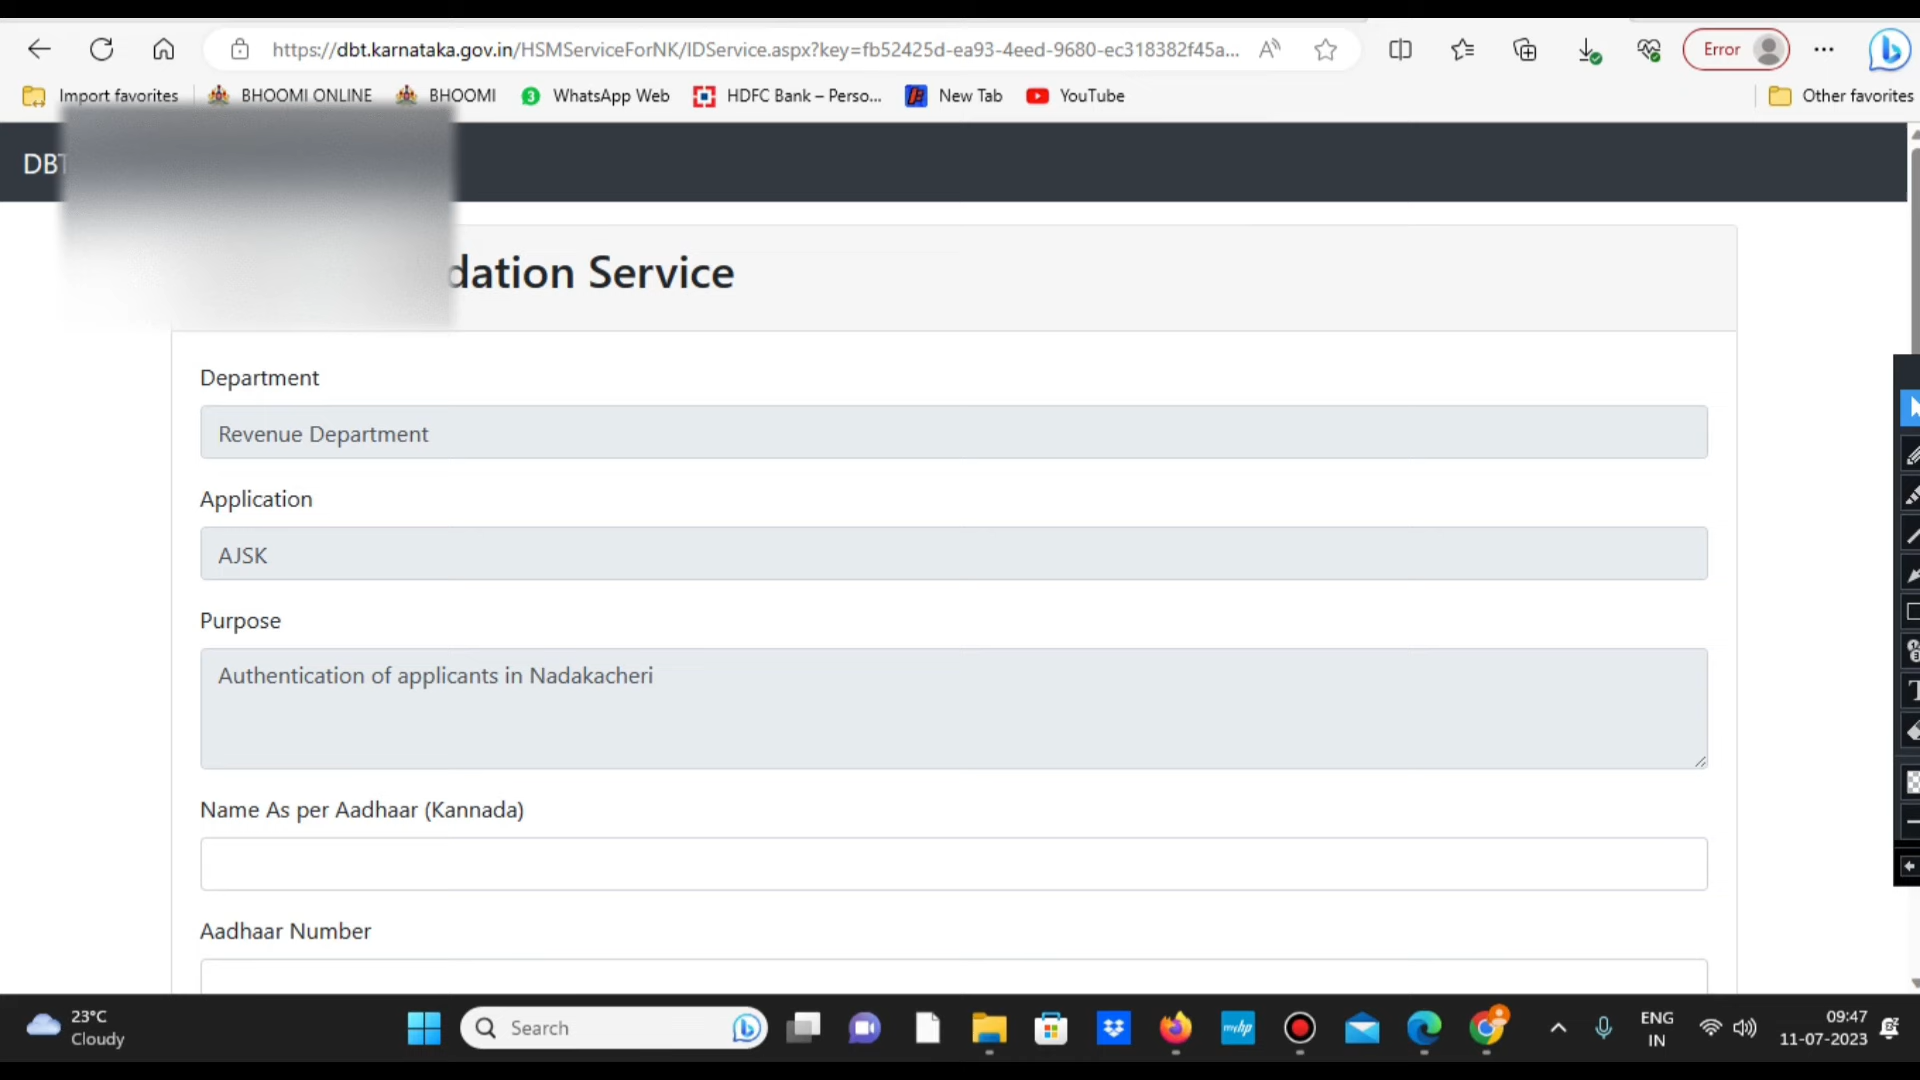 https://dbt.karnataka.gov.in/HSMServiceForNK/IDService.aspx?key=fb52425d-ea93-4eed-9680-ec318382f45a...
Error
Import favorites
BHOOMI ONLINE
BHOOMI
WhatsApp Web
HDFC Bank – Perso...
New Tab
YouTube
Other favorites
DBT
dation Service
Department
Revenue Department
Application
AJSK
Purpose
Authentication of applicants in Nadakacheri
Name As per Aadhaar (Kannada)
Aadhaar Number
23°C
Cloudy
Search
myhp
ENG
IN
09:47
11-07-2023